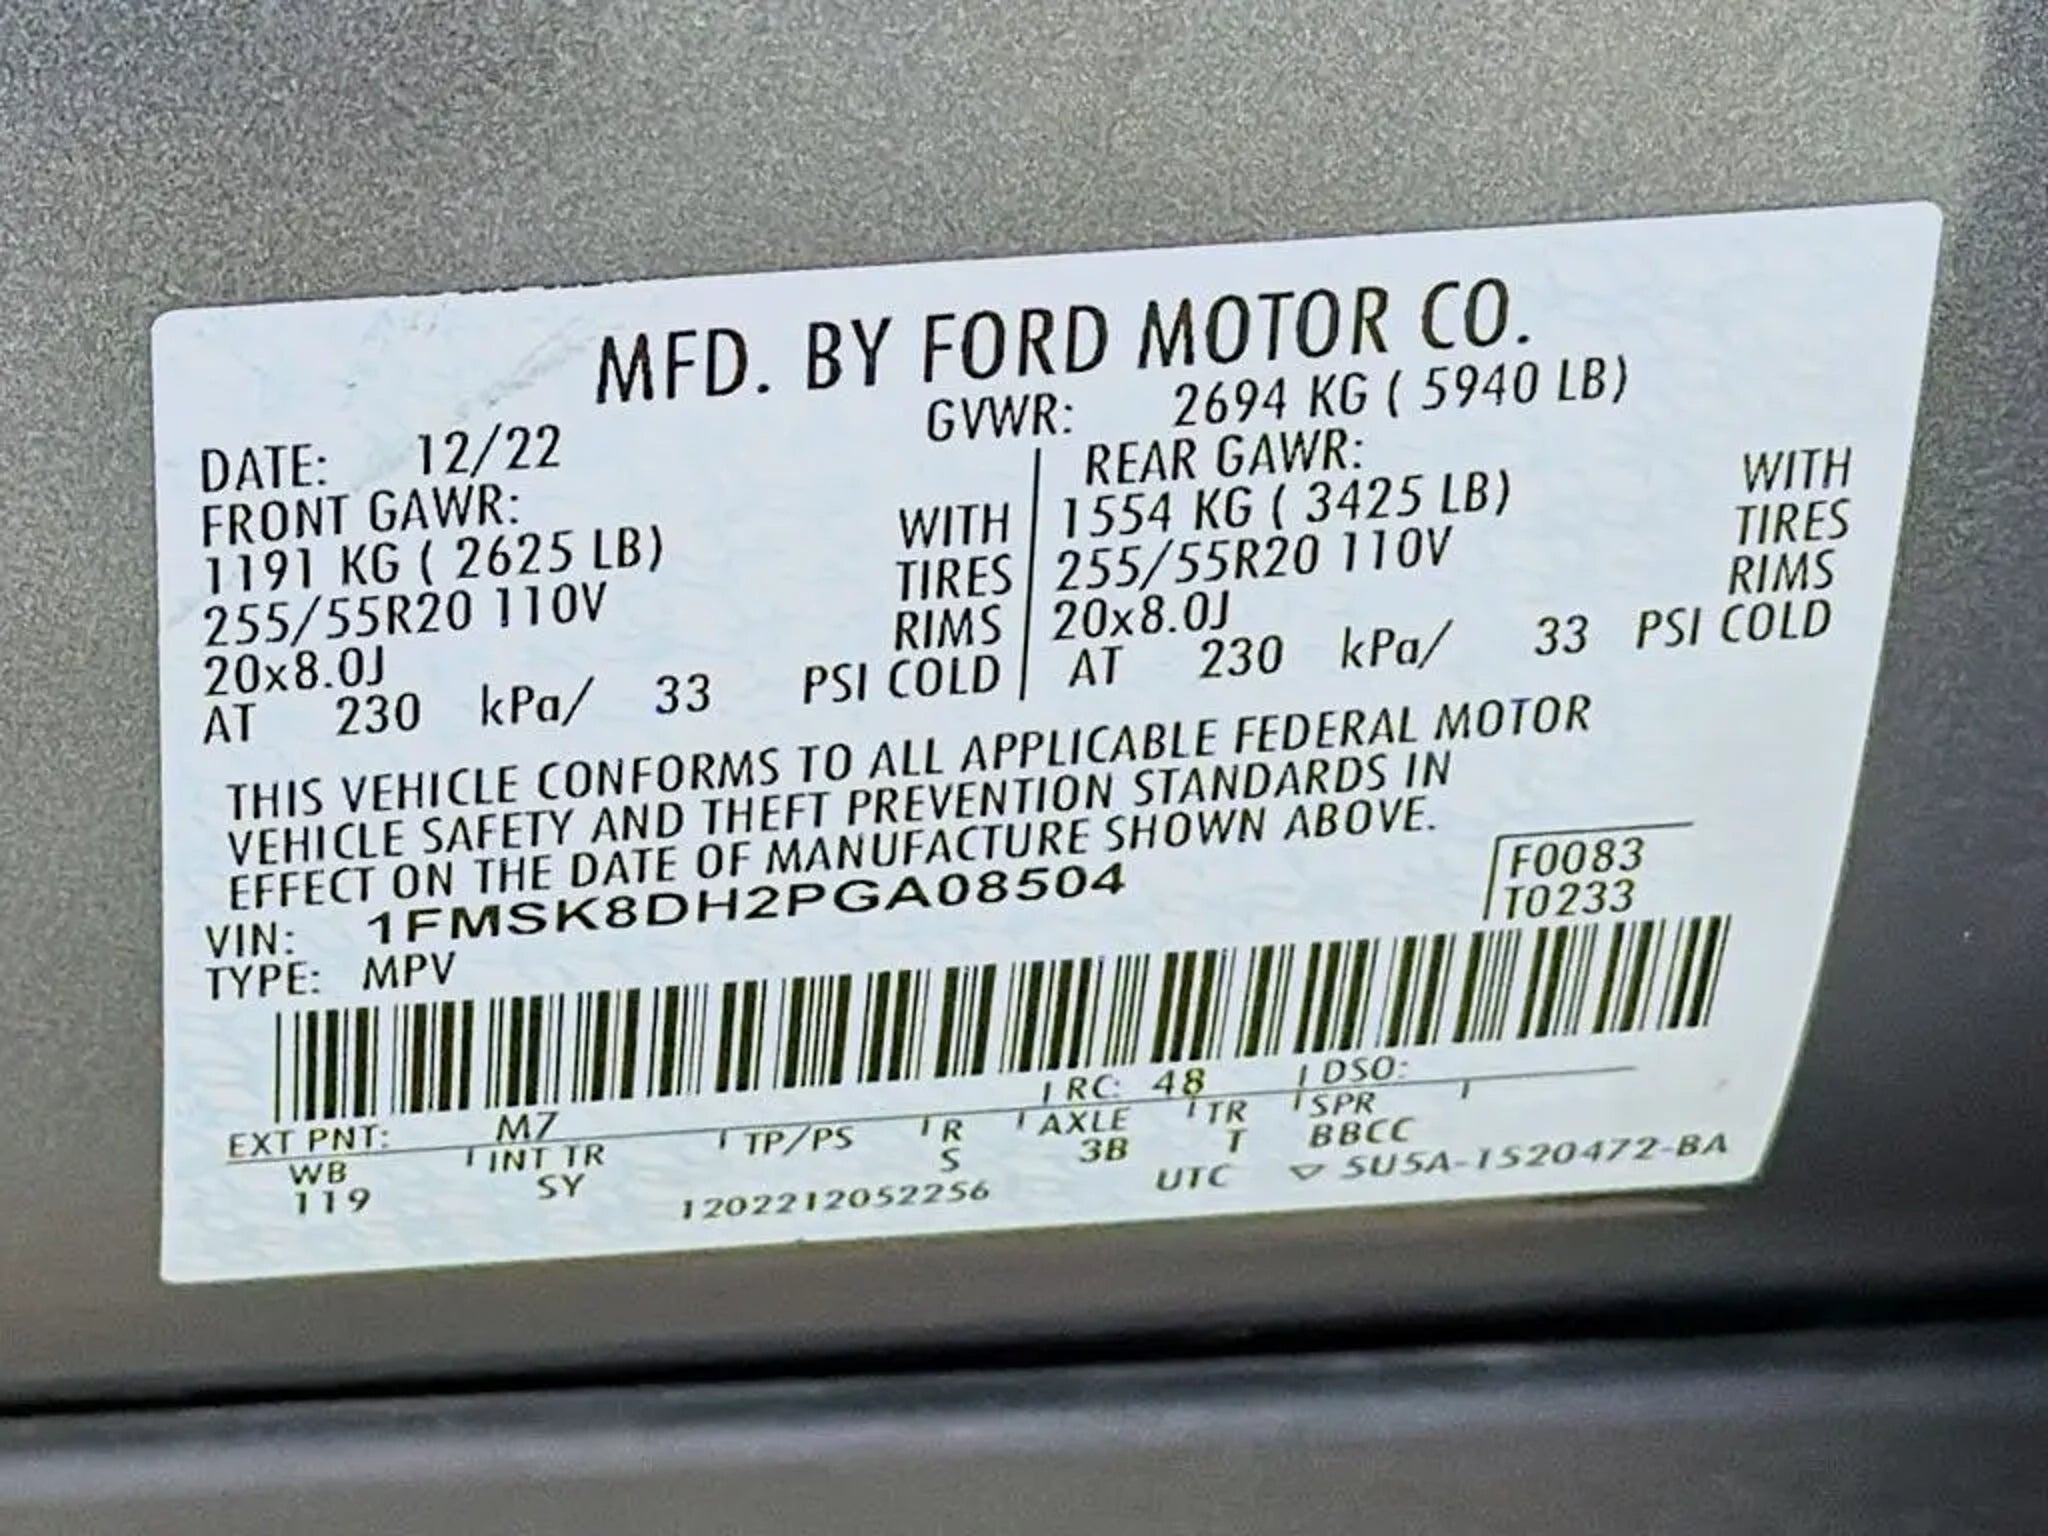 MFD. BY FORD MOTOR CO.
DATE: 12/22 GVWR: 2694 KG ( 5940 LB)
FRONT GAWR: REAR GAWR:
1191 KG ( 2625 LB) WITH 1554 KG ( 3425 LB) WITH
255/55R20 110V TIRES 255/55R20 110V TIRES
20x8.0J RIMS 20x8.0J RIMS
AT 230 kPa/ 33 PSI COLD AT 230 kPa/ 33 PSI COLD
THIS VEHICLE CONFORMS TO ALL APPLICABLE FEDERAL MOTOR
VEHICLE SAFETY AND THEFT PREVENTION STANDARDS IN
EFFECT ON THE DATE OF MANUFACTURE SHOWN ABOVE.
VIN: 1FMSK8DH2PGA08504 F0083
TYPE: MPV T0233
EXT PNT: M7 RC: 48 DSO:
WB INT TR TP/PS R AXLE TR SPR
119 SY S 3B T BBCC
1202212052256 UTC ▽ SU5A-1520472-BA